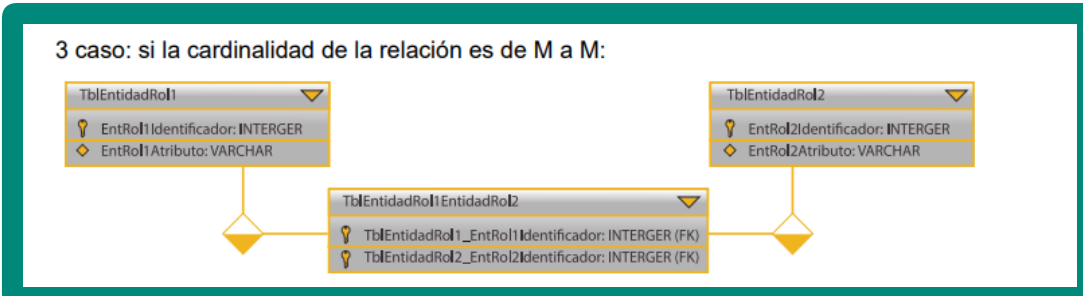 3 caso: si la cardinalidad de la relación es de M a M:
TblEntidadRol1
EntRol1Identificador: INTERGER
EntRol1Atributo: VARCHAR
TblEntidadRol2
EntRol2Identificador: INTERGER
EntRol2Atributo: VARCHAR
TblEntidadRol1EntidadRol2
TblEntidadRol1_EntRol1Identificador: INTERGER (FK)
TblEntidadRol2_EntRol2Identificador: INTERGER (FK)